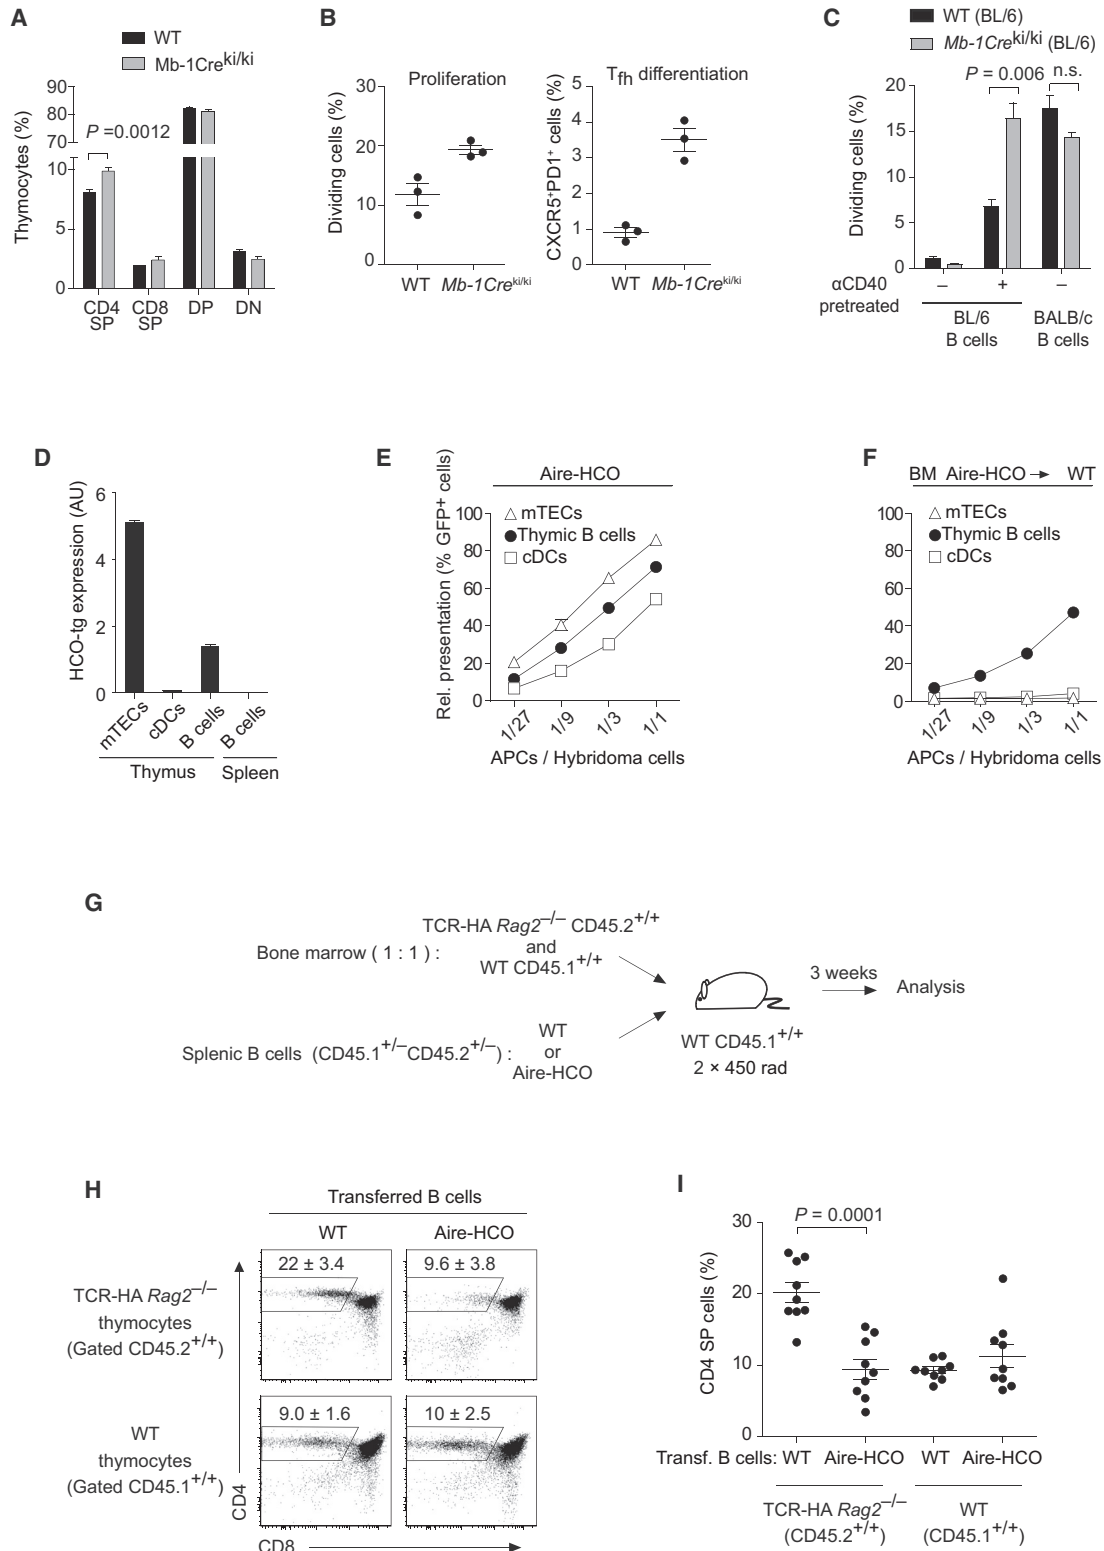 A
WT
Mb-1Cre^ki/ki
Thymocytes (%)
90
80
70
10
5
0
P =0.0012
CD4 SP
CD8 SP
DP
DN
B
Proliferation
Dividing cells (%)
30
20
10
0
WT
Mb-1Cre^ki/ki
Tfh differentiation
CXCR5+PD1+ cells (%)
5
4
3
2
1
0
WT
Mb-1Cre^ki/ki
C
WT (BL/6)
Mb-1Cre^ki/ki (BL/6)
P = 0.006
n.s.
Dividing cells (%)
20
15
10
5
0
αCD40 pretreated
–
+
–
BL/6 B cells
BALB/c B cells
D
HCO-tg expression (AU)
6
4
2
0
mTECs
cDCs
B cells
B cells
Thymus
Spleen
E
Aire-HCO
Rel. presentation (% GFP+ cells)
100
80
60
40
20
0
mTECs
Thymic B cells
cDCs
1/27
1/9
1/3
1/1
APCs / Hybridoma cells
F
BM Aire-HCO → WT
100
80
60
40
20
0
mTECs
Thymic B cells
cDCs
1/27
1/9
1/3
1/1
APCs / Hybridoma cells
G
Bone marrow ( 1 : 1 ) :
TCR-HA Rag2–/– CD45.2+/+
and
WT CD45.1+/+
Splenic B cells (CD45.1+/–CD45.2+/–) :
WT
or
Aire-HCO
WT CD45.1+/+
2 × 450 rad
3 weeks
Analysis
H
Transferred B cells
WT
Aire-HCO
TCR-HA Rag2–/–
thymocytes
(Gated CD45.2+/+)
22 ± 3.4
9.6 ± 3.8
WT
thymocytes
(Gated CD45.1+/+)
9.0 ± 1.6
10 ± 2.5
CD4
CD8
I
CD4 SP cells (%)
30
20
10
0
P = 0.0001
Transf. B cells: WT Aire-HCO WT Aire-HCO
TCR-HA Rag2–/–
(CD45.2+/+)
WT
(CD45.1+/+)